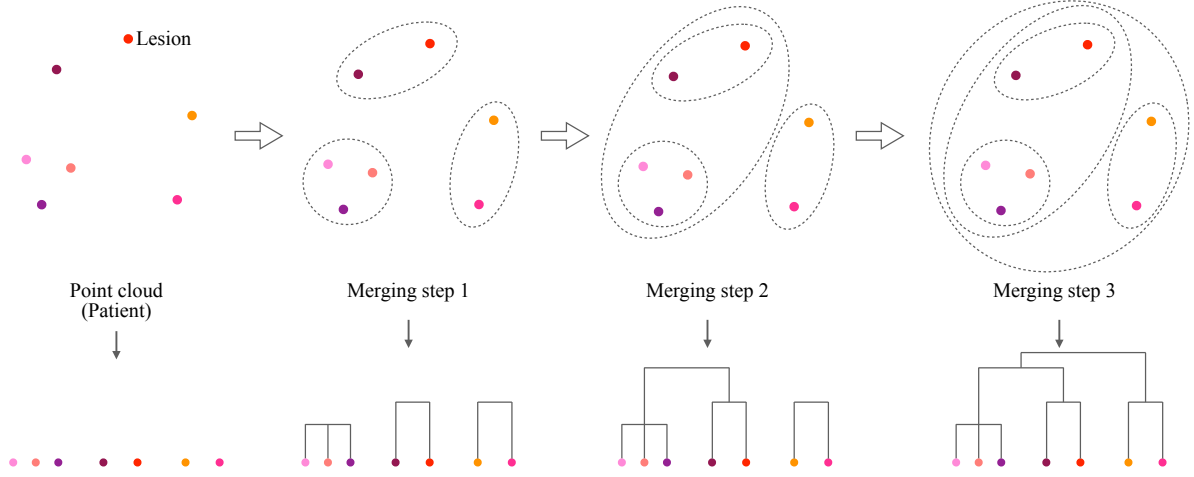 Lesion
Point cloud
(Patient)
Merging step 1
Merging step 2
Merging step 3